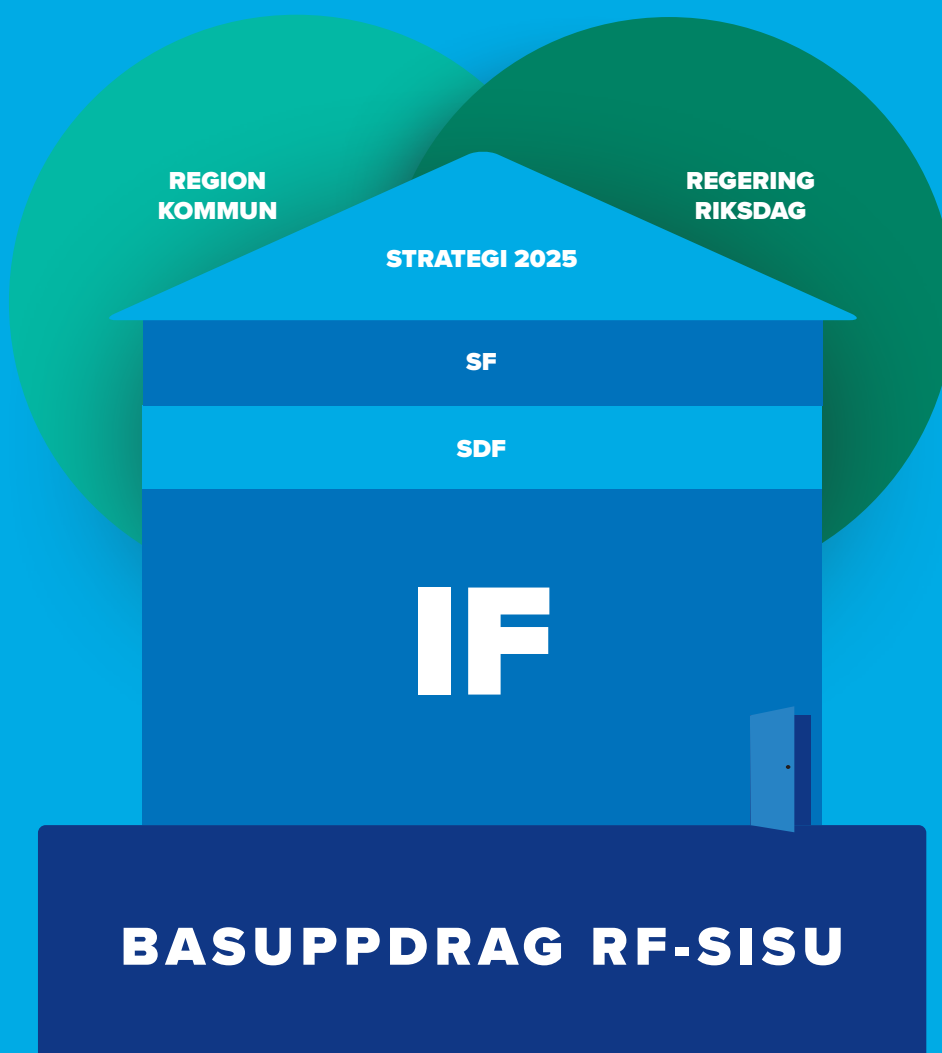 REGION
KOMMUN
REGERING
RIKSDAG
STRATEGI 2025
SF
SDF
IF
BASUPPDRAG RF-SISU